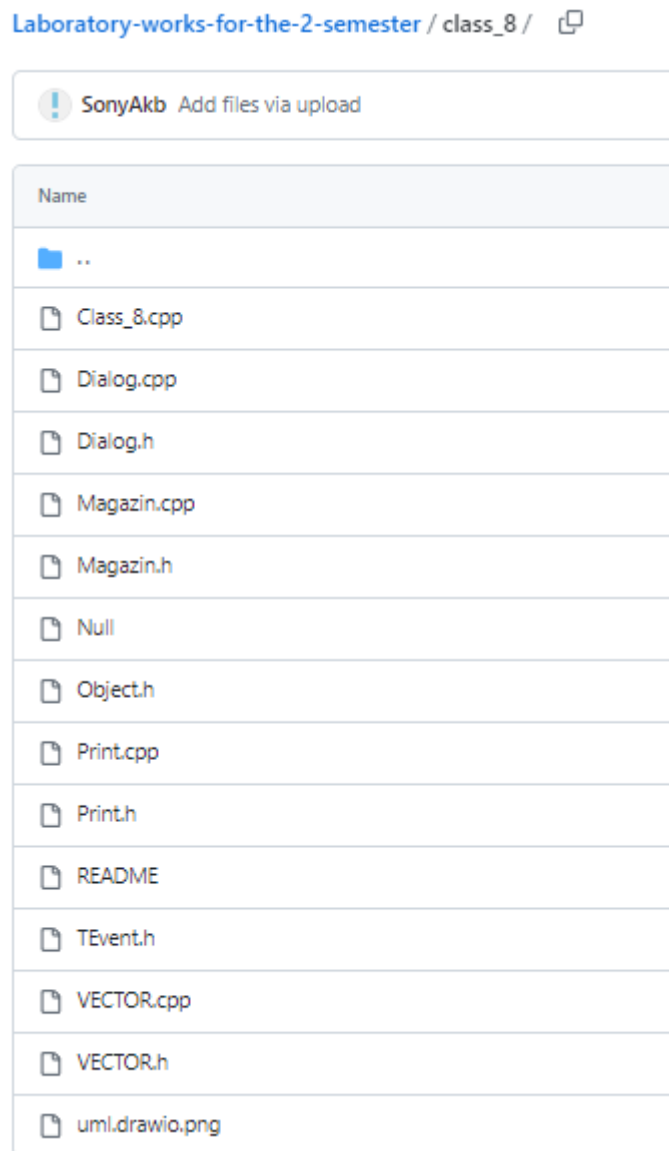 Laboratory-works-for-the-2-semester / class_8 /
SonyAkb Add files via upload
Name
..
Class_8.cpp
Dialog.cpp
Dialog.h
Magazin.cpp
Magazin.h
Null
Object.h
Print.cpp
Print.h
README
TEvent.h
VECTOR.cpp
VECTOR.h
uml.drawio.png